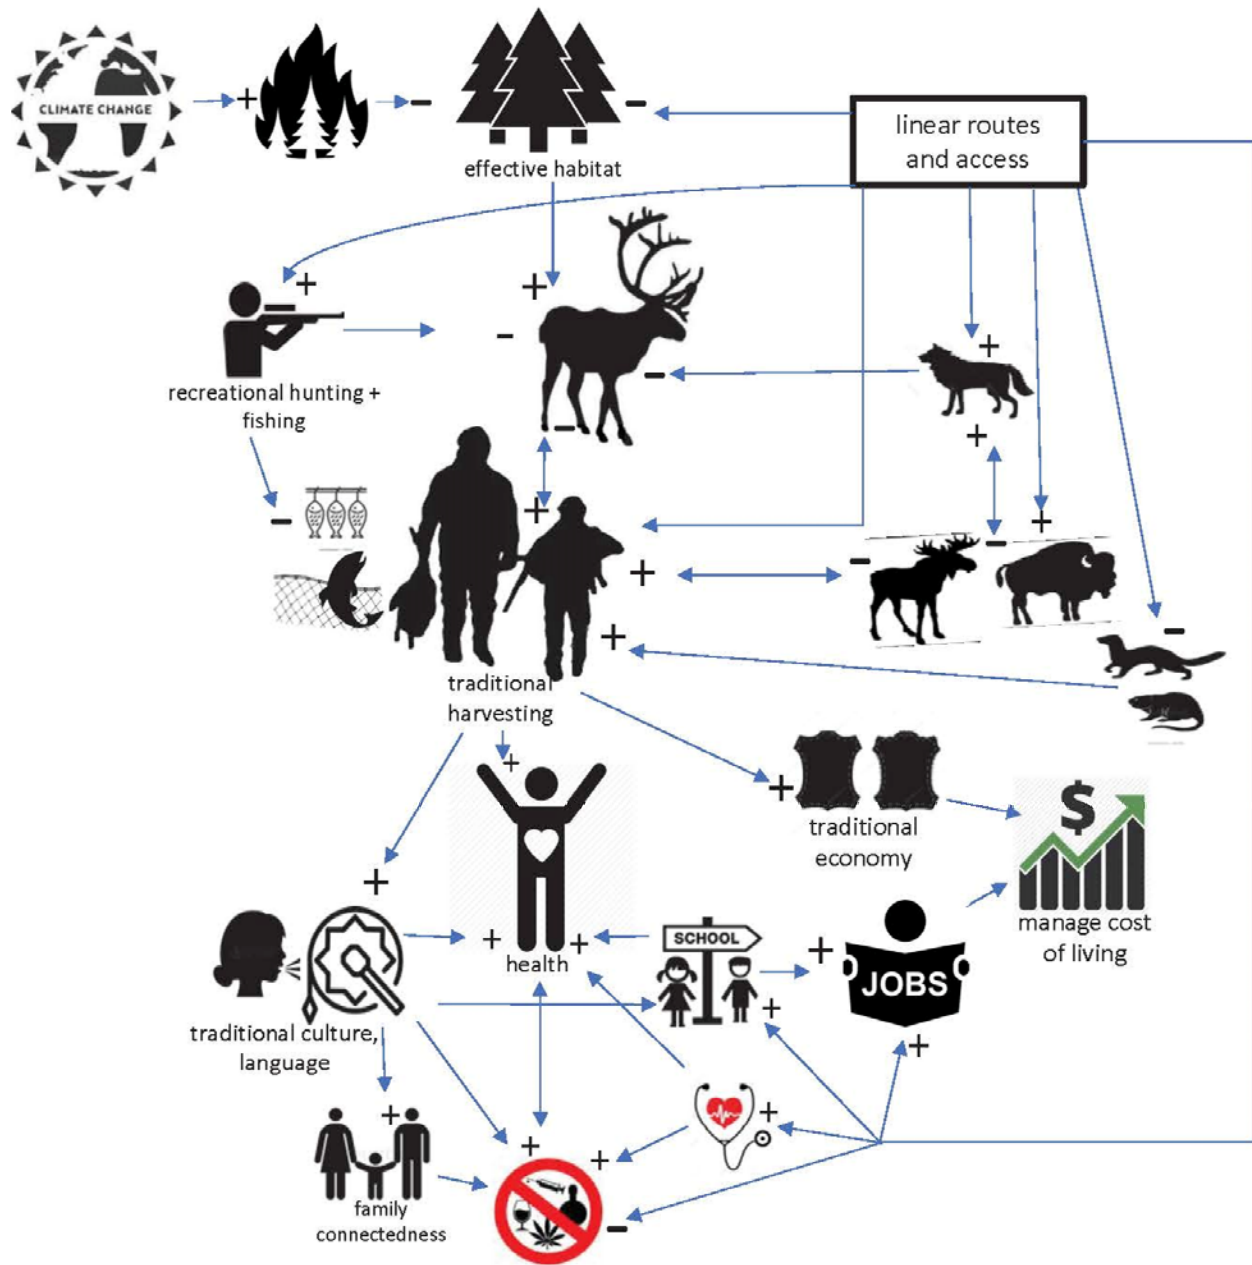 CLIMATE CHANGE
+
−
−
effective habitat
linear routes
and access
+
+
−
−
+
recreational hunting +
fishing
−
+
−
+
+
−
−
−
+
+
−
traditional
harvesting
+
+
traditional
economy
$
manage cost
of living
+
+
+
health
SCHOOL
+
+
JOBS
+
traditional culture,
language
+
+
+
+
−
family
connectedness